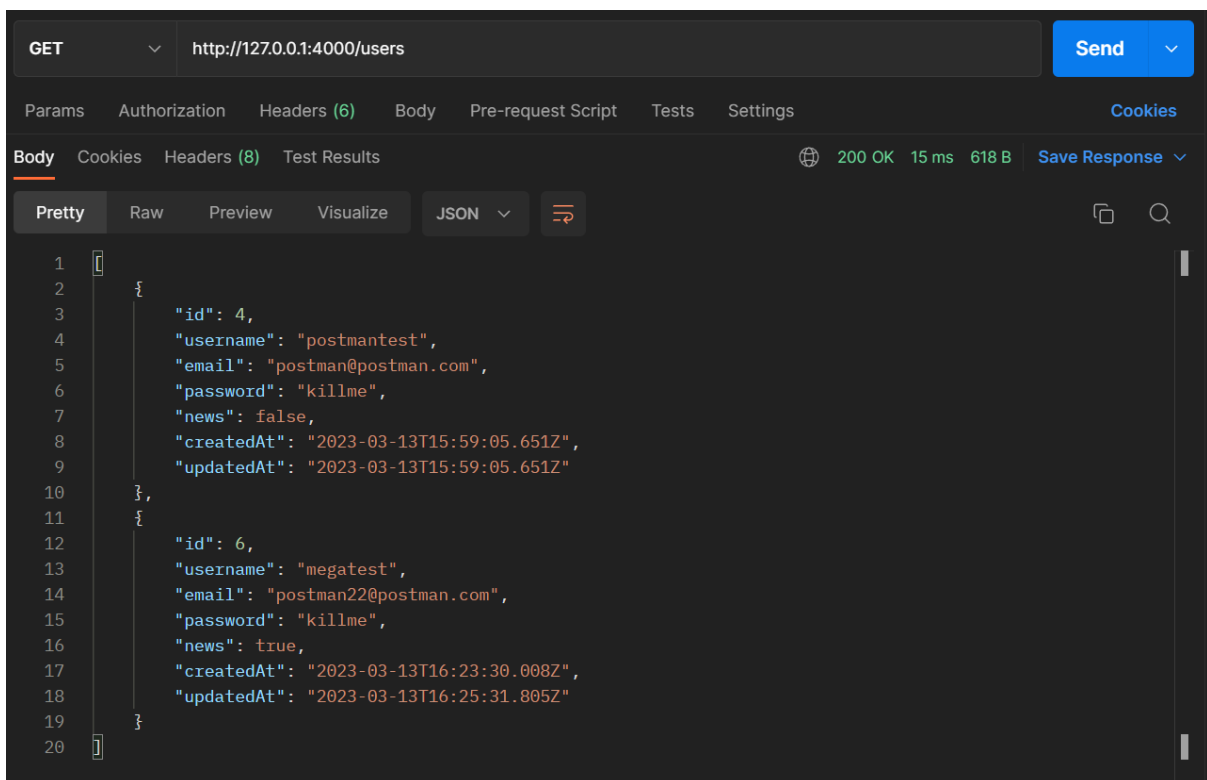 GET http://127.0.0.1:4000/users Send
Params Authorization Headers (6) Body Pre-request Script Tests Settings Cookies
Body Cookies Headers (8) Test Results 200 OK 15 ms 618 B Save Response
Pretty Raw Preview Visualize JSON
1 [
2 {
3 "id": 4,
4 "username": "postmantest",
5 "email": "postman@postman.com",
6 "password": "killme",
7 "news": false,
8 "createdAt": "2023-03-13T15:59:05.651Z",
9 "updatedAt": "2023-03-13T15:59:05.651Z"
10 },
11 {
12 "id": 6,
13 "username": "megatest",
14 "email": "postman22@postman.com",
15 "password": "killme",
16 "news": true,
17 "createdAt": "2023-03-13T16:23:30.008Z",
18 "updatedAt": "2023-03-13T16:25:31.805Z"
19 }
20 ]